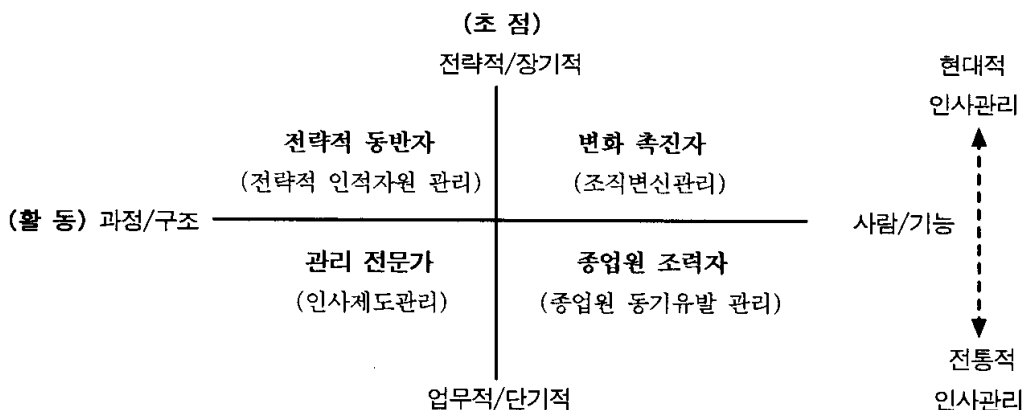 (초 점)
전략적/장기적
현대적
인사관리
전략적 동반자
변화 촉진자
(전략적 인적자원 관리)
(조직변신관리)
(활 동) 과정/구조
사람/기능
관리 전문가
종업원 조력자
(인사제도관리)
(종업원 동기유발 관리)
전통적
업무적/단기적
인사관리